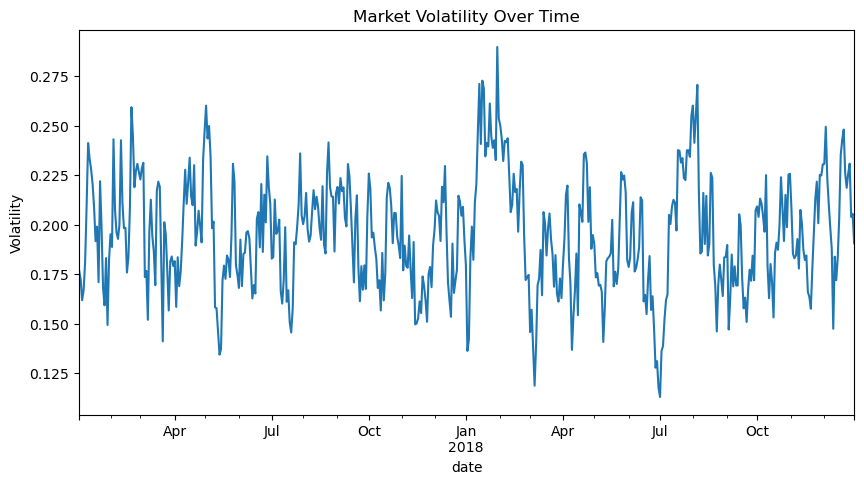 Market Volatility Over Time
Volatility
0.275
0.250
0.225
0.200
0.175
0.150
0.125
Apr Jul Oct Jan Apr Jul Oct
2018
date